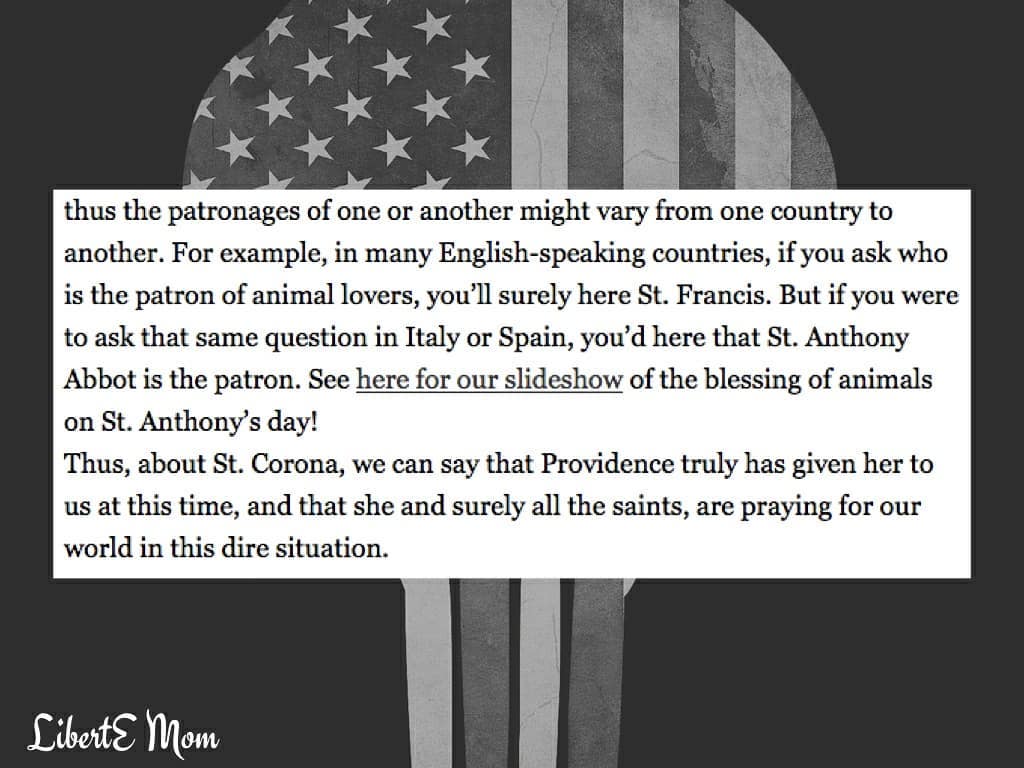 thus the patronages of one or another might vary from one country to
another. For example, in many English-speaking countries, if you ask who
is the patron of animal lovers, you’ll surely here St. Francis. But if you were
to ask that same question in Italy or Spain, you’d here that St. Anthony
Abbot is the patron. See here for our slideshow of the blessing of animals
on St. Anthony’s day!
Thus, about St. Corona, we can say that Providence truly has given her to
us at this time, and that she and surely all the saints, are praying for our
world in this dire situation.
LibertE Mom